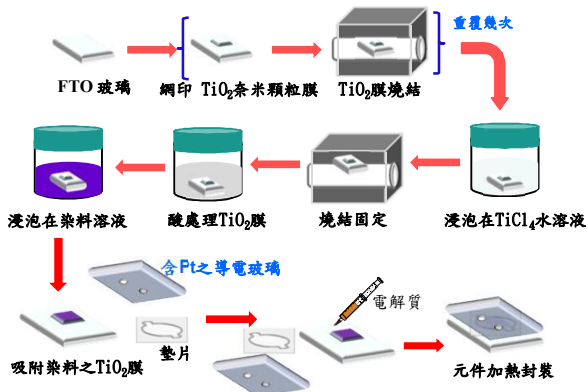 重覆幾次
FTO 玻璃
網印 TiO₂奈米顆粒膜
TiO₂膜燒結
浸泡在染料溶液
酸處理TiO₂膜
燒結固定
浸泡在TiCl₄水溶液
含Pt之導電玻璃
電解質
墊片
吸附染料之TiO₂膜
元件加熱封裝